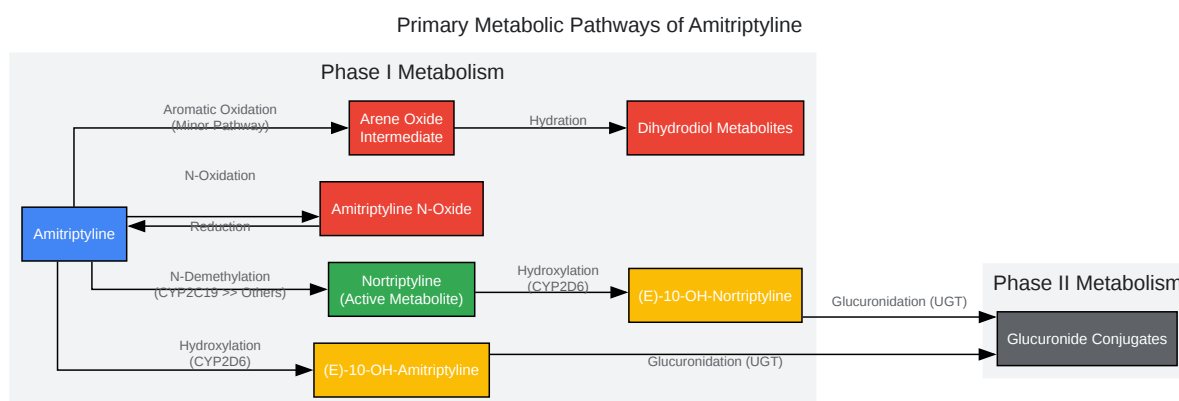 Primary Metabolic Pathways of Amitriptyline
Phase I Metabolism
Aromatic Oxidation
(Minor Pathway)
Arene Oxide
Intermediate
Hydration
Dihydrodiol Metabolites
N-Oxidation
Amitriptyline N-Oxide
Reduction
Amitriptyline
N-Demethylation
(CYP2C19 >> Others)
Nortriptyline
(Active Metabolite)
Hydroxylation
(CYP2D6)
(E)-10-OH-Nortriptyline
Glucuronidation (UGT)
Phase II Metabolism
Glucuronide Conjugates
Hydroxylation
(CYP2D6)
(E)-10-OH-Amitriptyline
Glucuronidation (UGT)